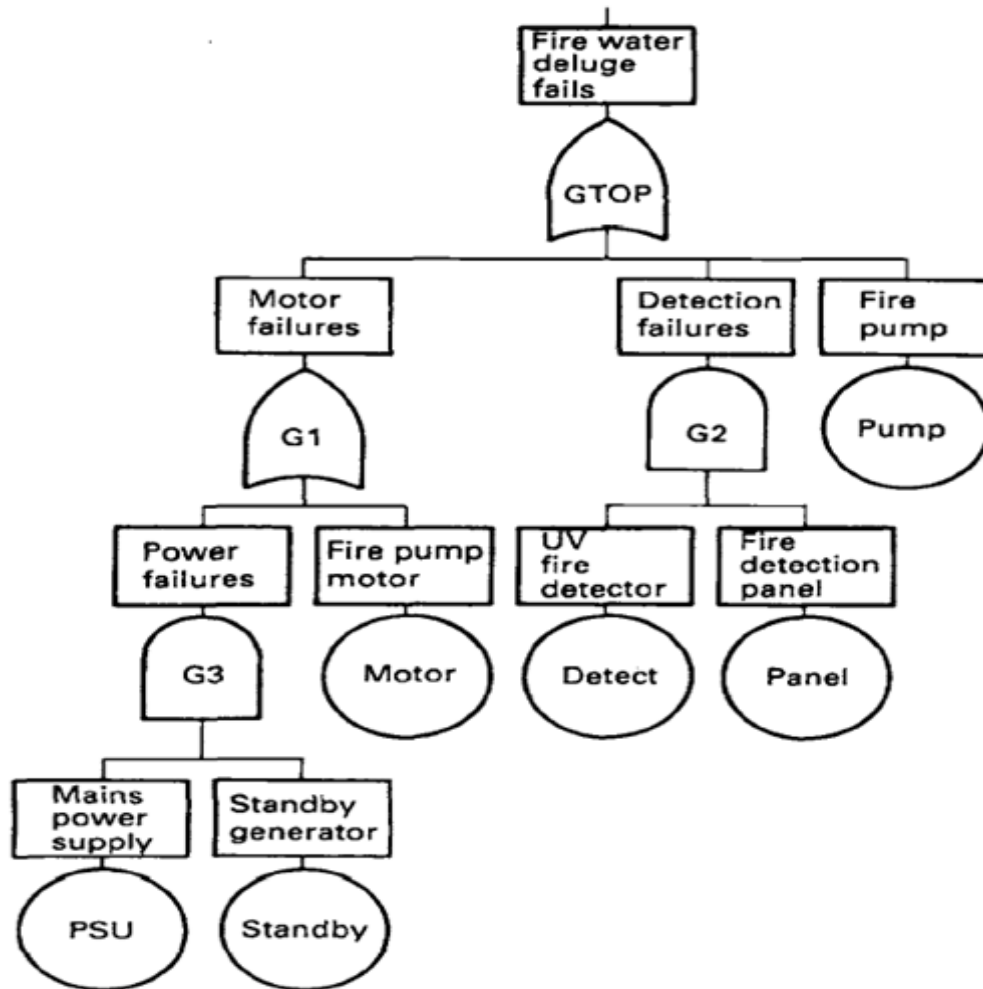 Fire water
deluge
fails
GTOP
Motor
failures
Detection
failures
Fire
pump
G1
G2
Pump
Power
failures
Fire pump
motor
UV
fire
detector
Fire
detection
panel
G3
Motor
Detect
Panel
Mains
power
supply
Standby
generator
PSU
Standby